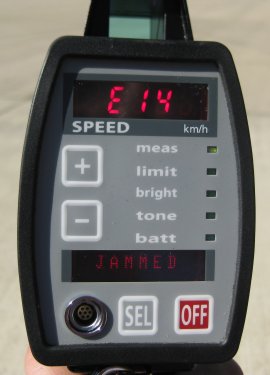 E14
SPEED km/h
+
meas
limit
bright
−
tone
batt
JAMMED
SEL OFF